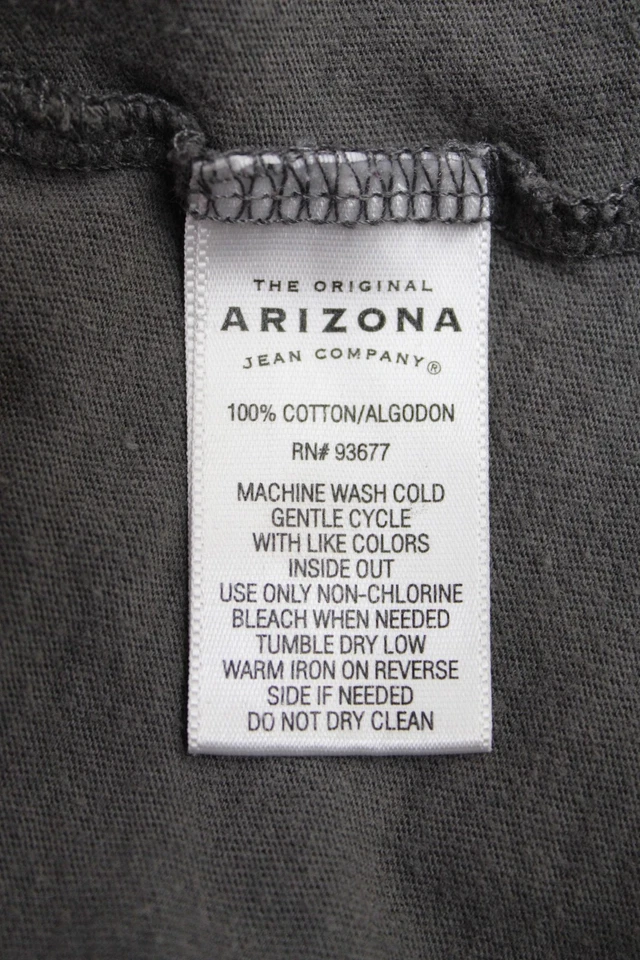 THE ORIGINAL
ARIZONA
JEAN COMPANY®
100% COTTON/ALGODON
RN# 93677
MACHINE WASH COLD
GENTLE CYCLE
WITH LIKE COLORS
INSIDE OUT
USE ONLY NON-CHLORINE
BLEACH WHEN NEEDED
TUMBLE DRY LOW
WARM IRON ON REVERSE
SIDE IF NEEDED
DO NOT DRY CLEAN